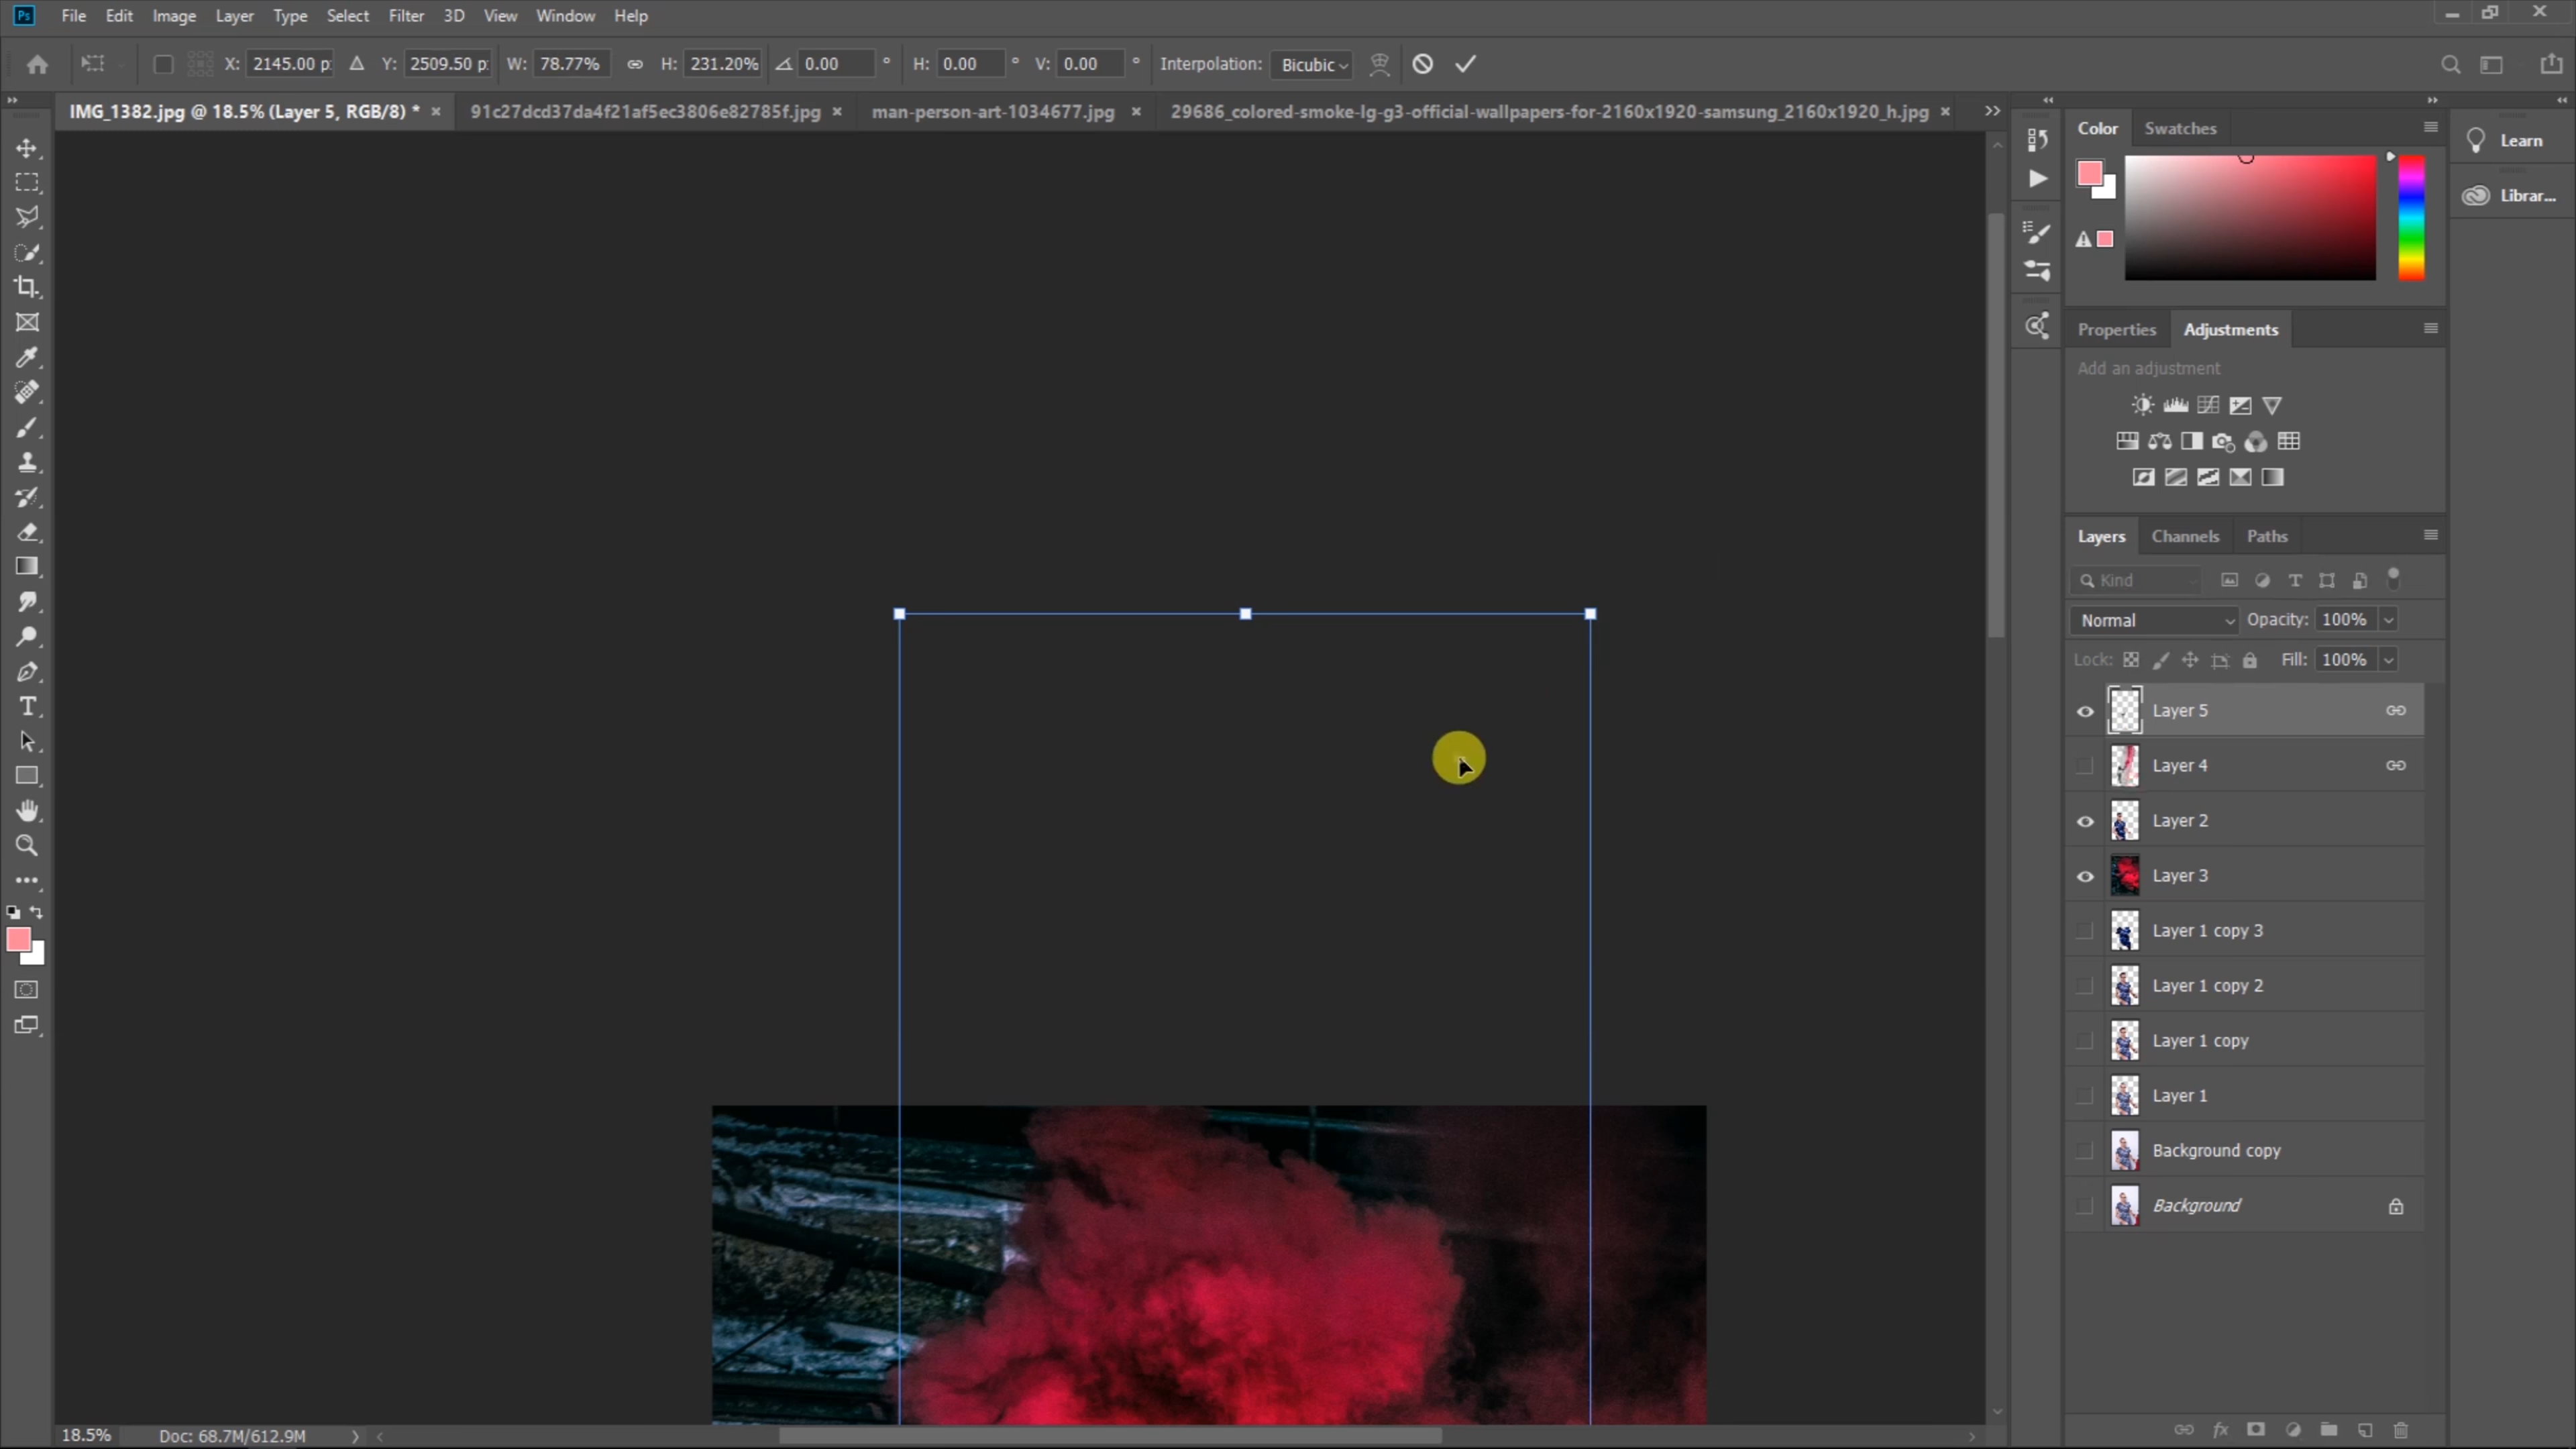 Ps File Edit Image Layer Type Select Filter 3D View Window Help
X: 2145.00 p Y: 2509.50 p W: 78.77% H: 231.20% 0.00 ° H: 0.00 ° V: 0.00 ° Interpolation: Bicubic
IMG_1382.jpg @ 18.5% (Layer 5, RGB/8) * × 91c27dcd37da4f21af5ec3806e82785f.jpg × man-person-art-1034677.jpg × 29686_colored-smoke-lg-g3-official-wallpapers-for-2160x1920-samsung_2160x1920_h.jpg ×
Color Swatches
Learn
Librar...
Properties Adjustments
Add an adjustment
Layers Channels Paths
Kind
Normal Opacity: 100%
Lock: Fill: 100%
Layer 5
Layer 4
Layer 2
Layer 3
Layer 1 copy 3
Layer 1 copy 2
Layer 1 copy
Layer 1
Background copy
Background
18.5% Doc: 68.7M/612.9M